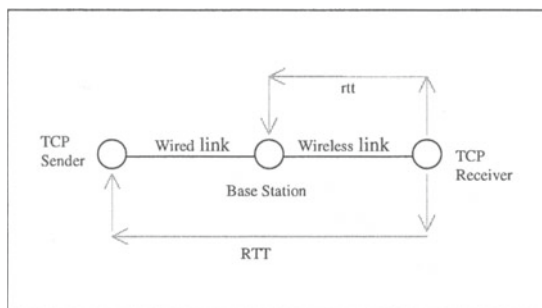 rtt
TCP
Sender
Wired link
Wireless link
TCP
Receiver
Base Station
RTT